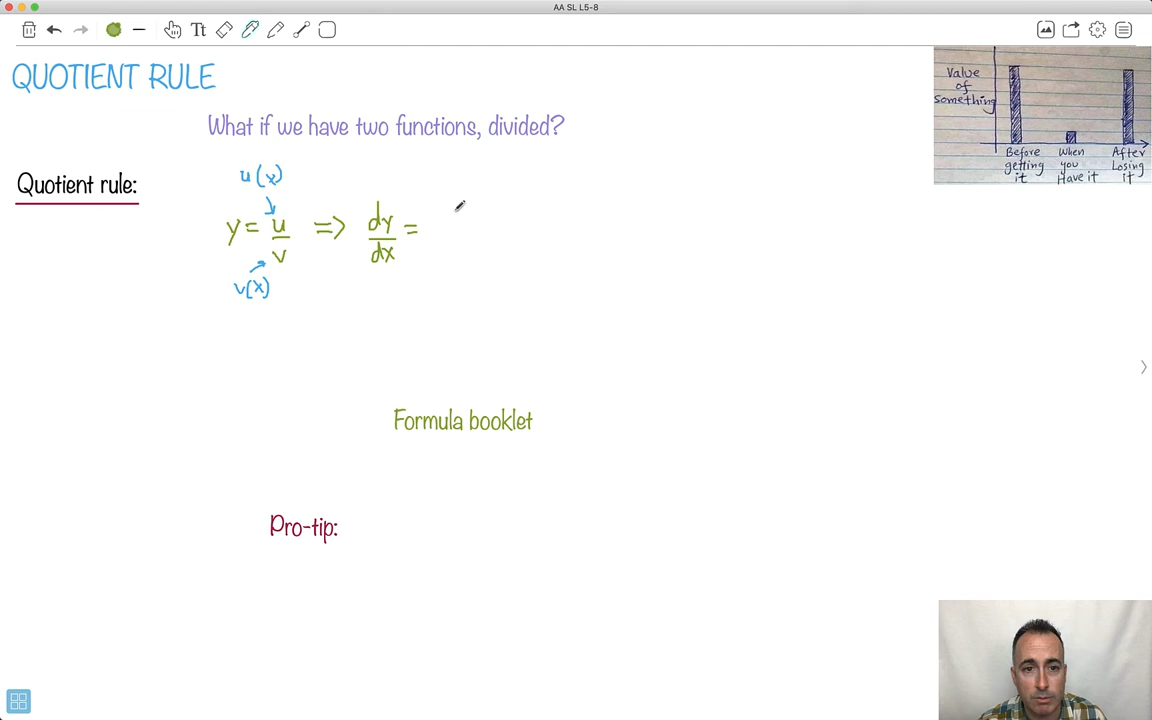 AA SL L5-8
Tt
QUOTIENT RULE
What if we have two functions, divided?
Quotient rule:
u(x)
y = u/v => dy/dx =
v(x)
Value
of
something
Before
getting
it
When
you
Have it
After
Losing
it
Formula booklet
Pro-tip: